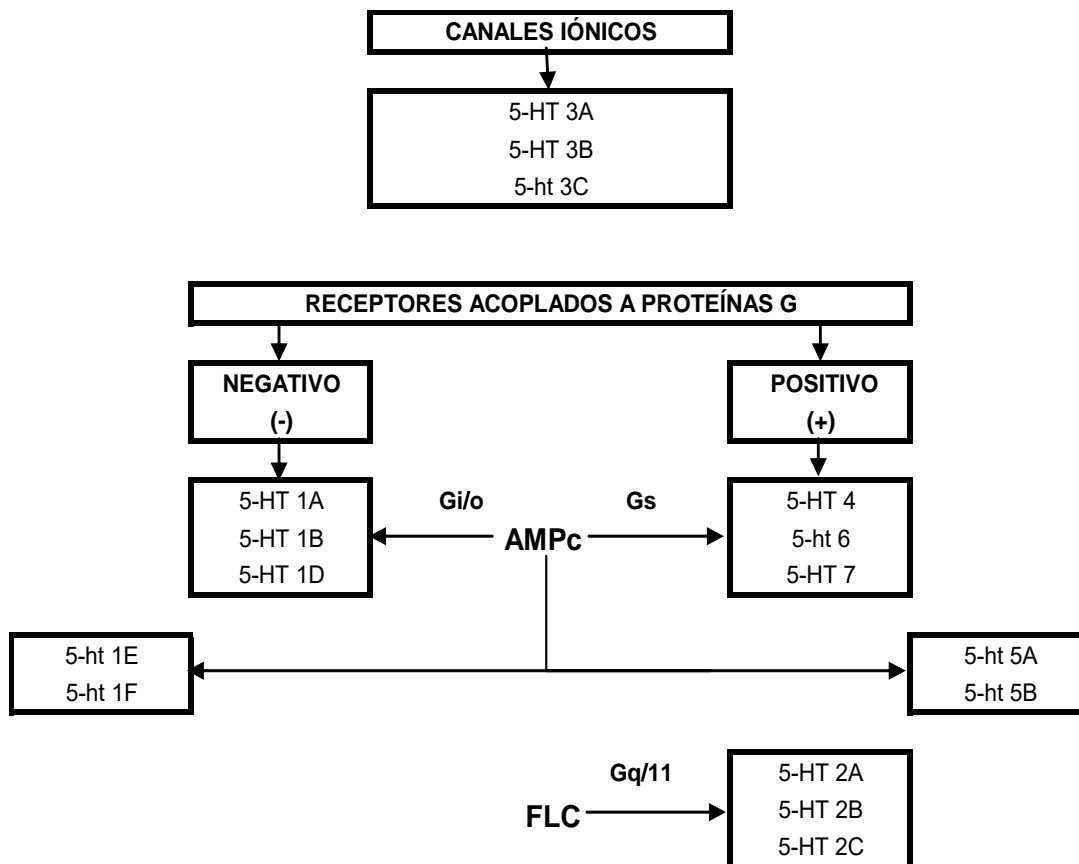 CANALES IÓNICOS
5-HT 3A
5-HT 3B
5-ht 3C
RECEPTORES ACOPLADOS A PROTEÍNAS G
NEGATIVO
(-)
POSITIVO
(+)
5-HT 1A
5-HT 1B
5-HT 1D
Gi/o
Gs
AMPc
5-HT 4
5-ht 6
5-HT 7
5-ht 1E
5-ht 1F
5-ht 5A
5-ht 5B
Gq/11
FLC
5-HT 2A
5-HT 2B
5-HT 2C